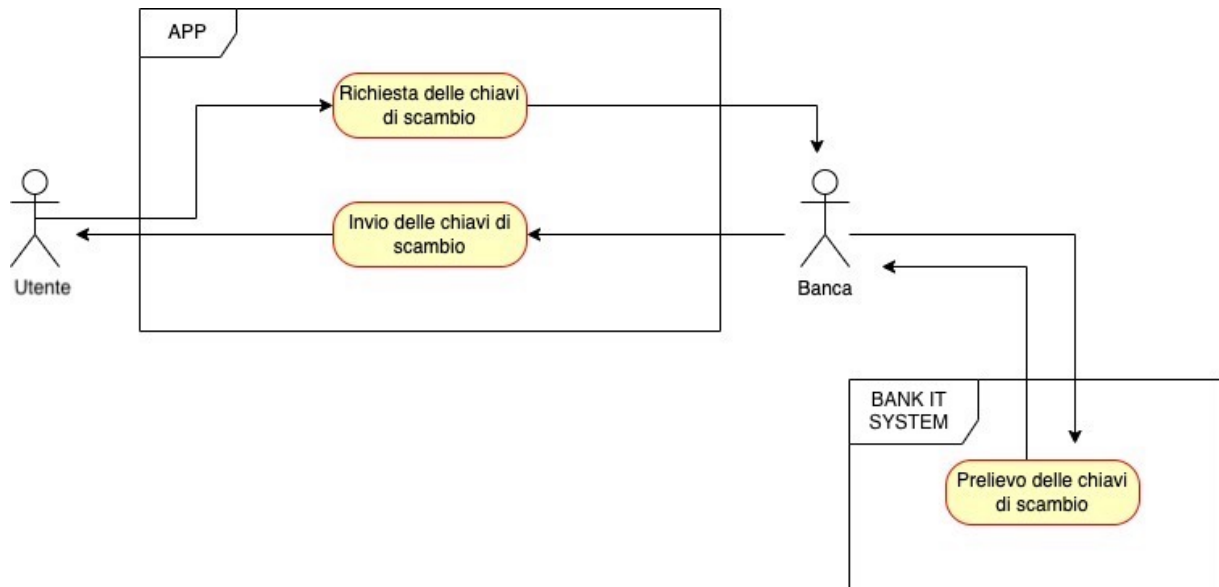 APP
Richiesta delle chiavi
di scambio
Invio delle chiavi di
scambio
Utente
Banca
BANK IT
SYSTEM
Prelievo delle chiavi
di scambio